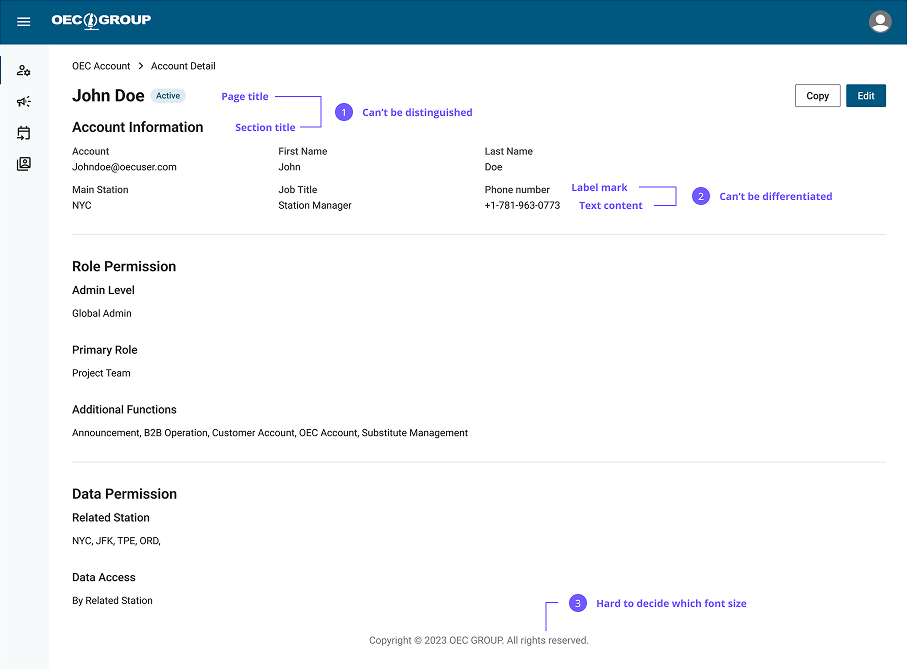 OEC GROUP
OEC Account > Account Detail
John Doe Active Page title
1 Can't be distinguished
Copy Edit
Account Information Section title
Account First Name Last Name
Johndoe@oecuser.com John Doe
Main Station Job Title Phone number Label mark
2 Can't be differentiated
NYC Station Manager +1-781-963-0773 Text content
Role Permission
Admin Level
Global Admin
Primary Role
Project Team
Additional Functions
Announcement, B2B Operation, Customer Account, OEC Account, Substitute Management
Data Permission
Related Station
NYC, JFK, TPE, ORD,
Data Access
By Related Station
3 Hard to decide which font size
Copyright © 2023 OEC GROUP. All rights reserved.